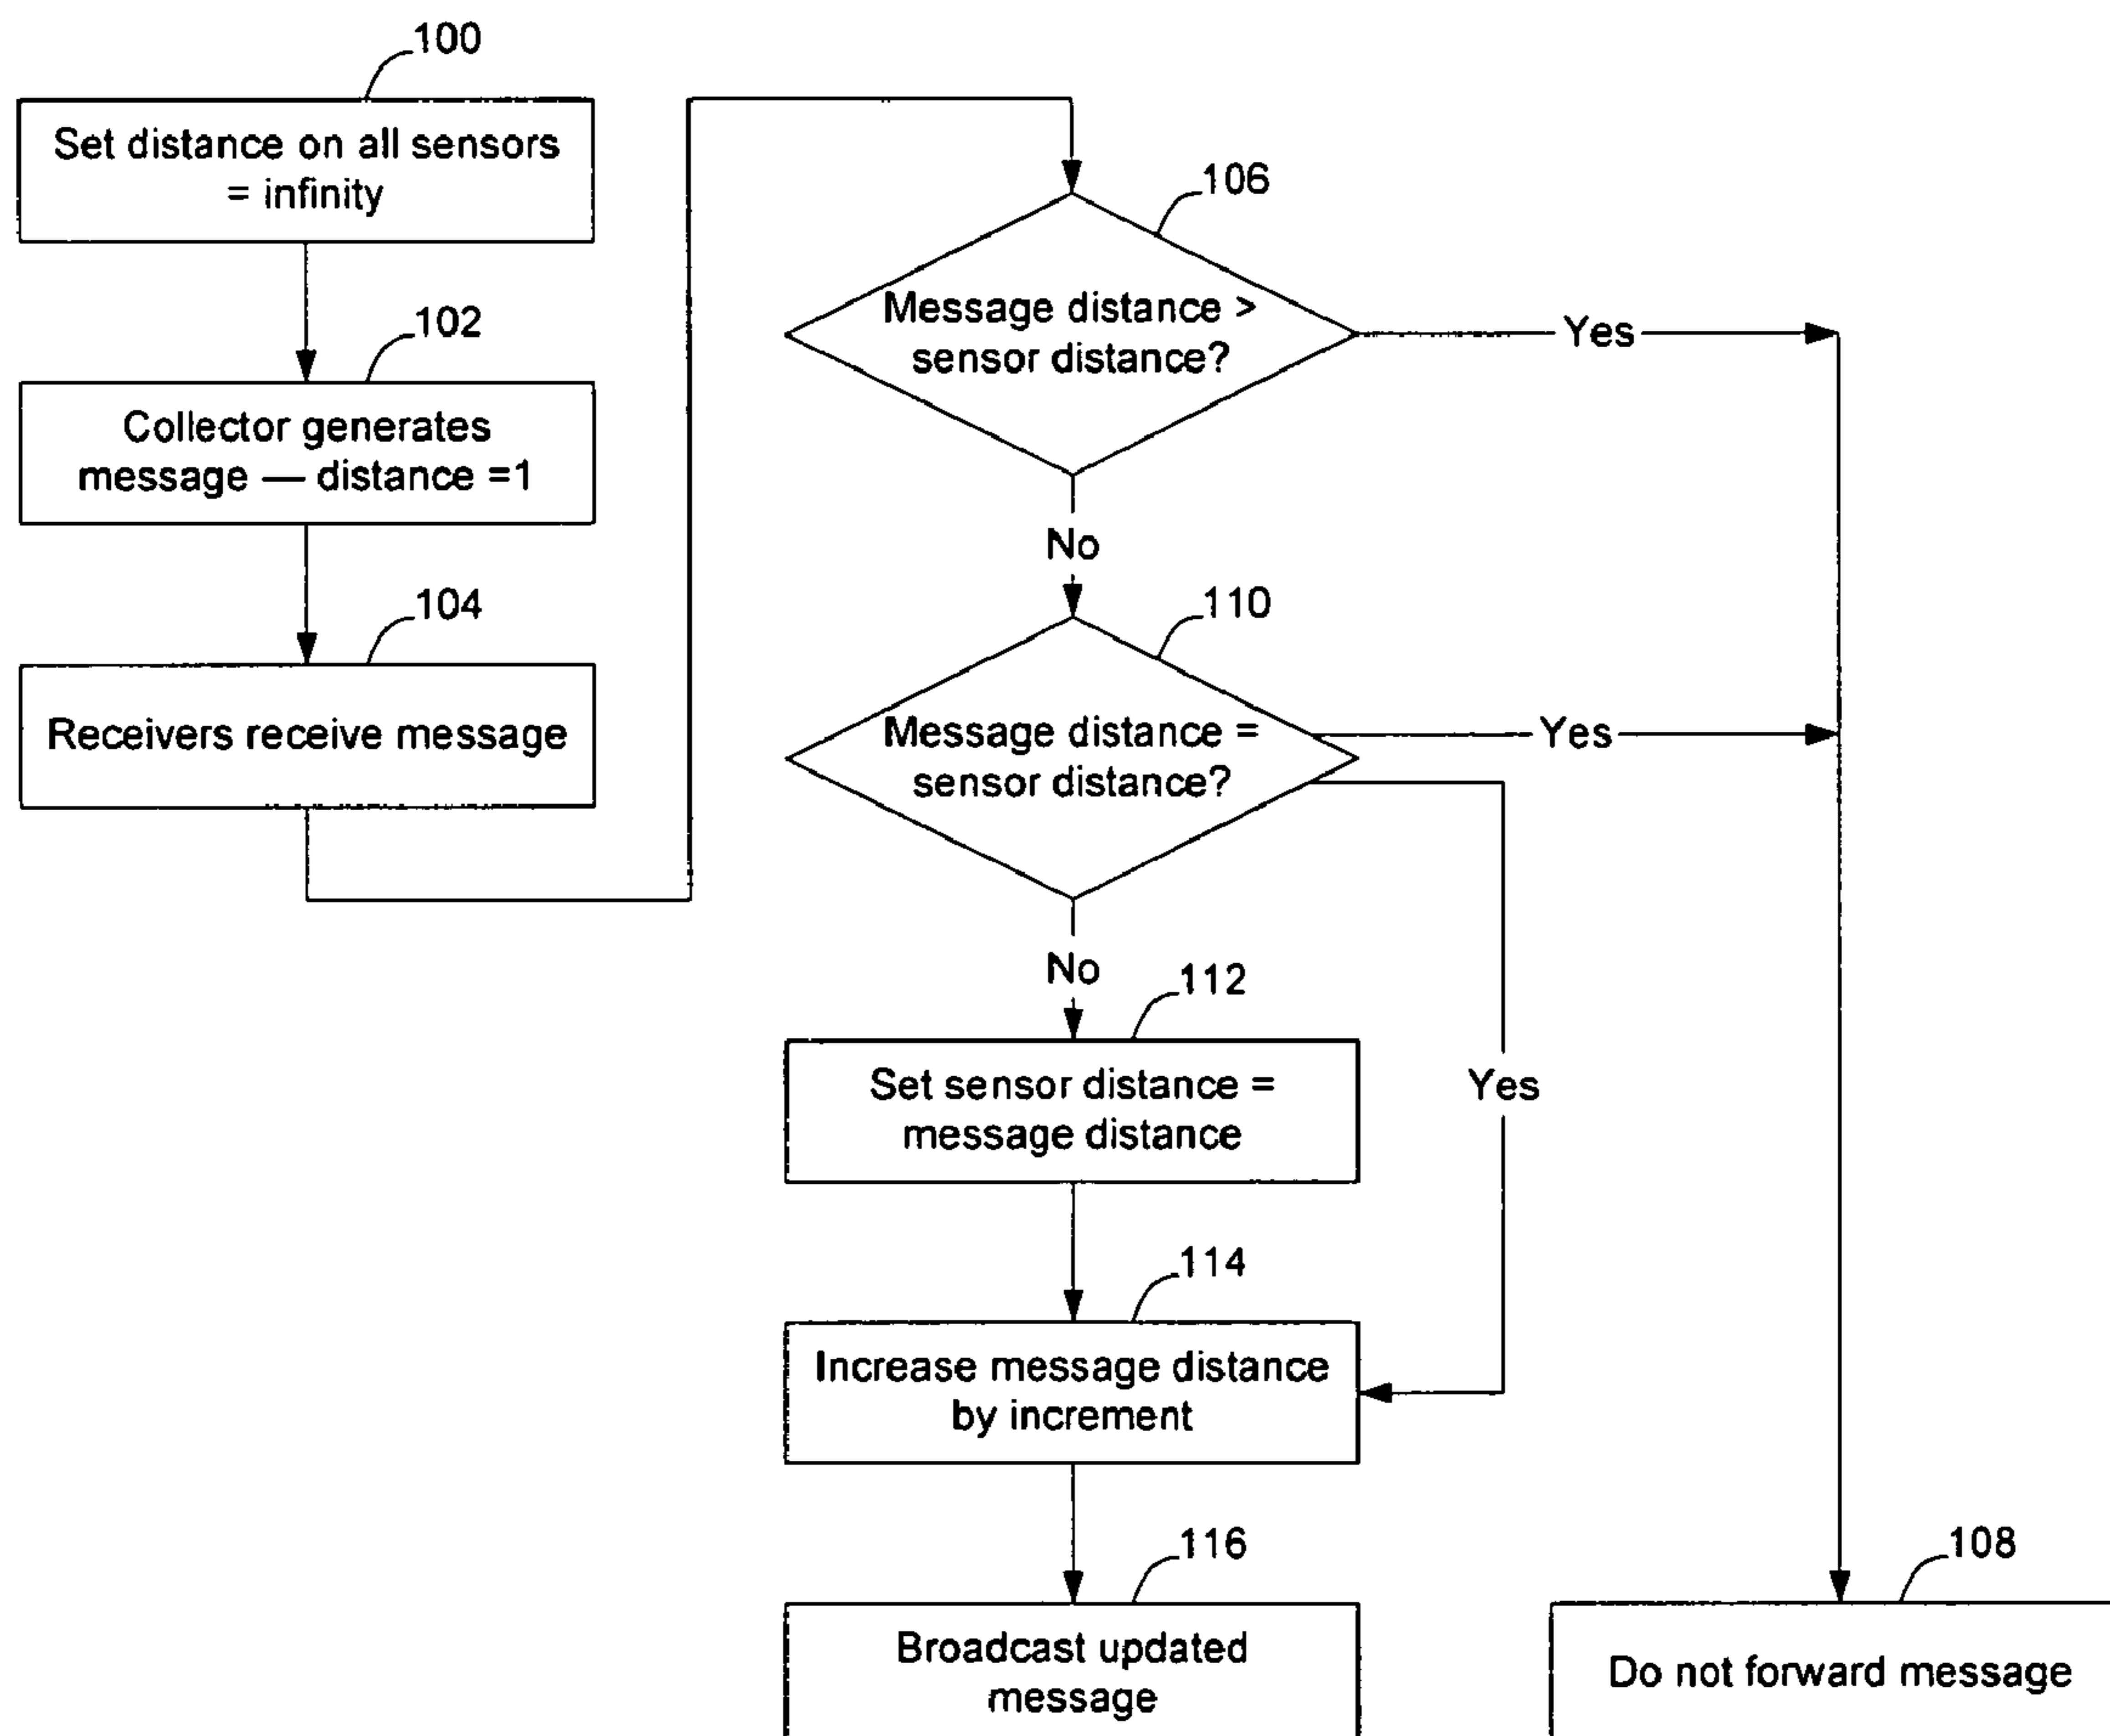 100
Set distance on all sensors
= infinity
102
Collector generates
message — distance =1
104
Receivers receive message
106
Message distance >
sensor distance?
Yes
No
110
Message distance =
sensor distance?
Yes
No
112
Set sensor distance =
message distance
Yes
114
Increase message distance
by increment
116
Broadcast updated
message
108
Do not forward message